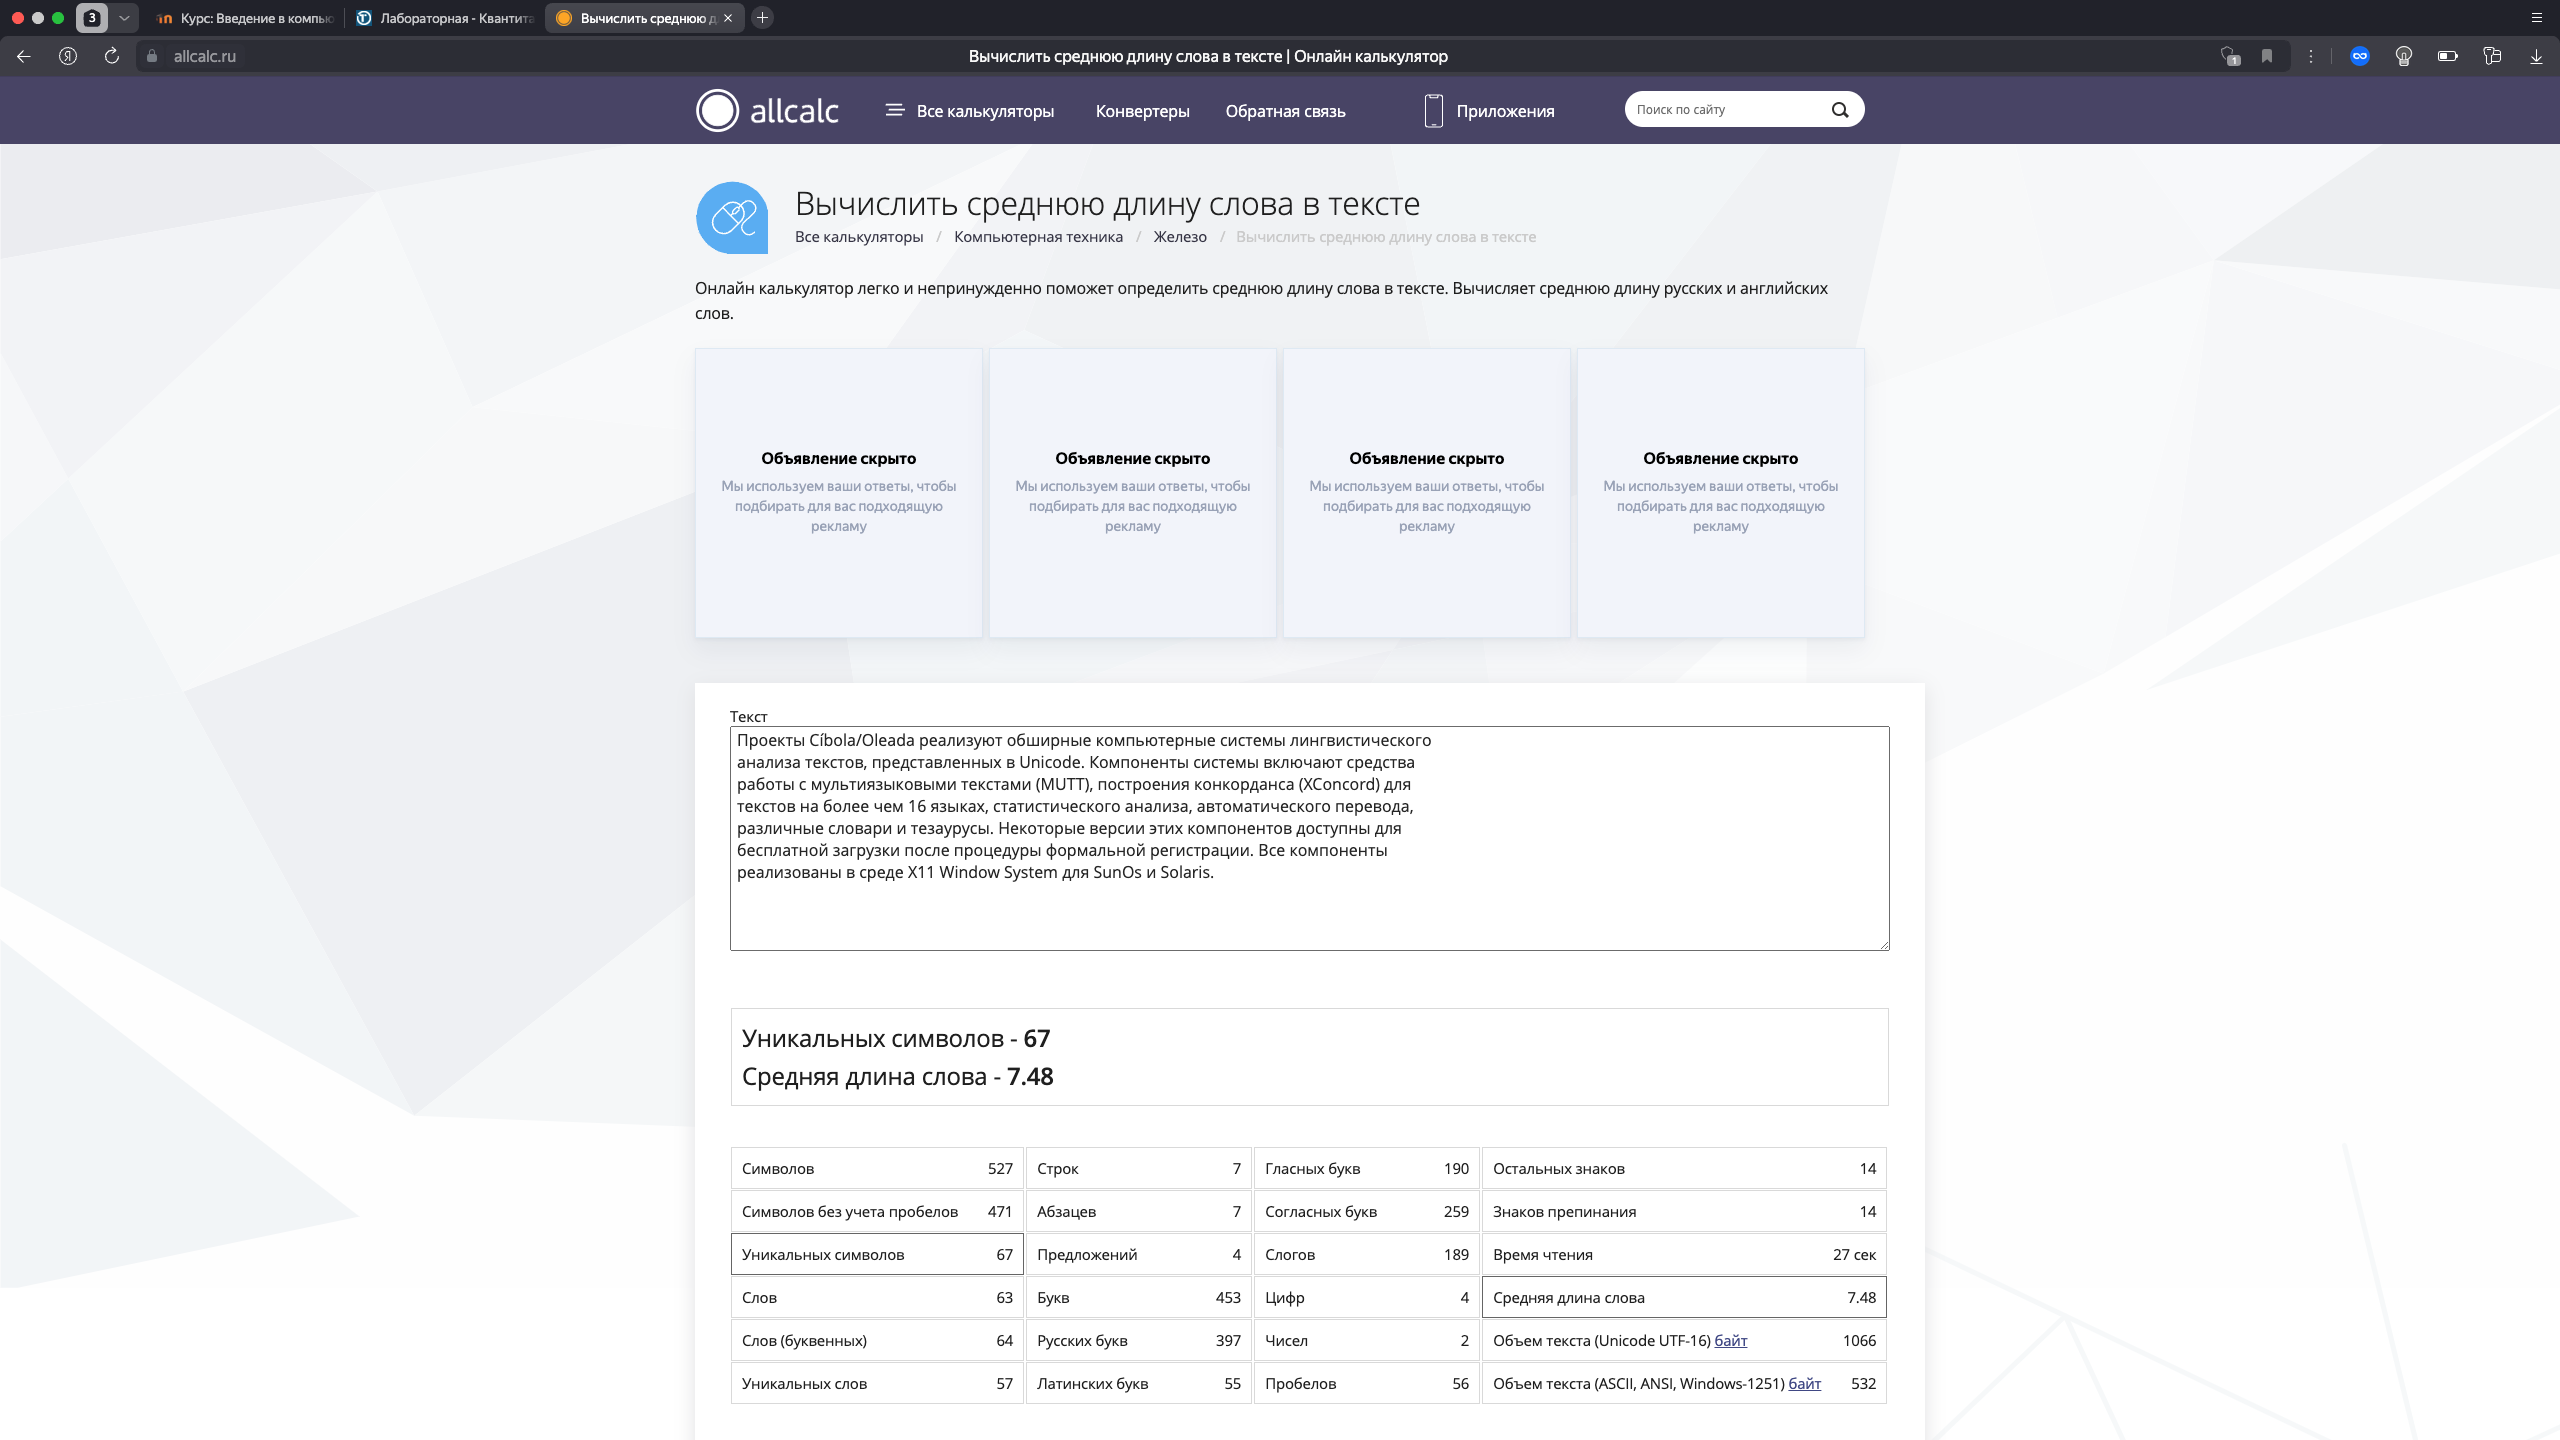 3
Курс: Введение в компью
Лабораторная - Квантита
Вычислить среднюю д
allcalc.ru
Вычислить среднюю длину слова в тексте | Онлайн калькулятор
1
allcalc
Все калькуляторы
Конвертеры
Обратная связь
Приложения
Поиск по сайту
Вычислить среднюю длину слова в тексте
Все калькуляторы / Компьютерная техника / Железо / Вычислить среднюю длину слова в тексте
Онлайн калькулятор легко и непринужденно поможет определить среднюю длину слова в тексте. Вычисляет среднюю длину русских и английских
слов.
Объявление скрыто
Мы используем ваши ответы, чтобы
подбирать для вас подходящую
рекламу
Объявление скрыто
Мы используем ваши ответы, чтобы
подбирать для вас подходящую
рекламу
Объявление скрыто
Мы используем ваши ответы, чтобы
подбирать для вас подходящую
рекламу
Объявление скрыто
Мы используем ваши ответы, чтобы
подбирать для вас подходящую
рекламу
Текст
Проекты Cíbola/Oleada реализуют обширные компьютерные системы лингвистического
анализа текстов, представленных в Unicode. Компоненты системы включают средства
работы с мультиязыковыми текстами (MUTT), построения конкорданса (XConcord) для
текстов на более чем 16 языках, статистического анализа, автоматического перевода,
различные словари и тезаурусы. Некоторые версии этих компонентов доступны для
бесплатной загрузки после процедуры формальной регистрации. Все компоненты
реализованы в среде X11 Window System для SunOs и Solaris.
Уникальных символов - 67
Средняя длина слова - 7.48
Символов 527 Строк 7 Гласных букв 190 Остальных знаков 14
Символов без учета пробелов 471 Абзацев 7 Согласных букв 259 Знаков препинания 14
Уникальных символов 67 Предложений 4 Слогов 189 Время чтения 27 сек
Слов 63 Букв 453 Цифр 4 Средняя длина слова 7.48
Слов (буквенных) 64 Русских букв 397 Чисел 2 Объем текста (Unicode UTF-16) байт 1066
Уникальных слов 57 Латинских букв 55 Пробелов 56 Объем текста (ASCII, ANSI, Windows-1251) байт 532